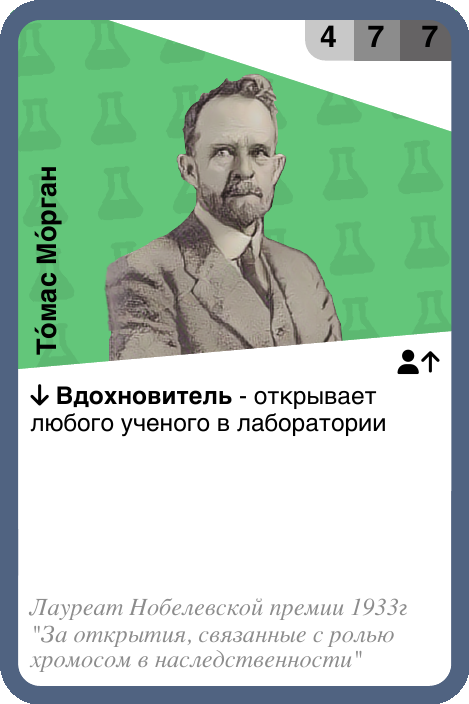 4 7 7
То́мас Мо́рган
Вдохновитель - открывает
любого ученого в лаборатории
Лауреат Нобелевской премии 1933г
"За открытия, связанные с ролью
хромосом в наследственности"